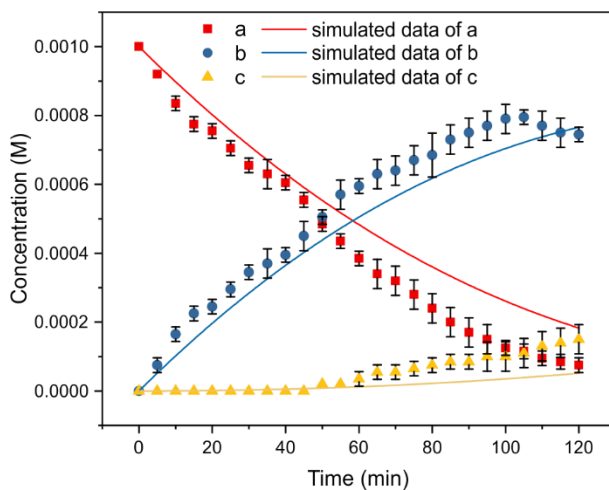 a simulated data of a
b simulated data of b
c simulated data of c
Concentration (M)
0.0010
0.0008
0.0006
0.0004
0.0002
0.0000
0 20 40 60 80 100 120
Time (min)